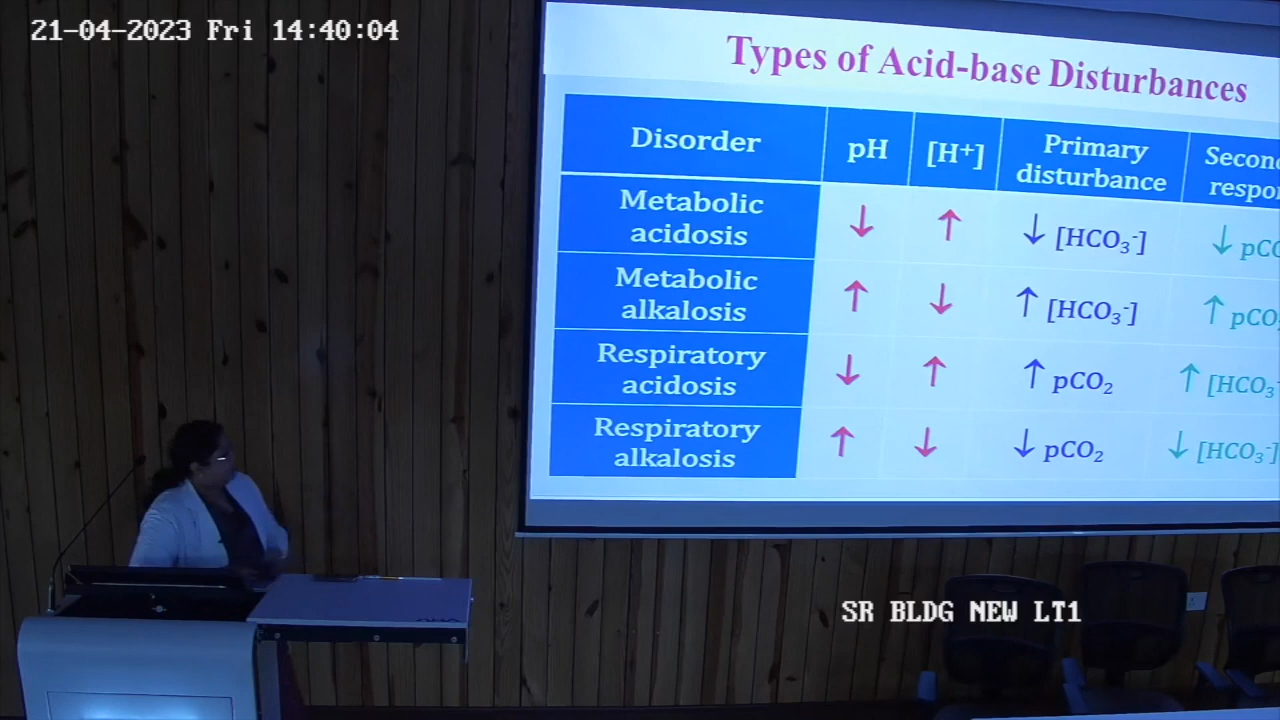 21-04-2023 Fri 14:40:04
Types of Acid-base Disturbances
Disorder pH [H⁺] Primary disturbance
Metabolic acidosis ↓ ↑ ↓ [HCO₃⁻] ↓
Metabolic alkalosis ↑ ↓ ↑ [HCO₃⁻] ↑
Respiratory acidosis ↓ ↑ ↑ pCO₂ ↑ [HCO₃
Respiratory alkalosis ↑ ↓ ↓ pCO₂ ↓ [HCO₃⁻]
SR BLDG NEW LT1